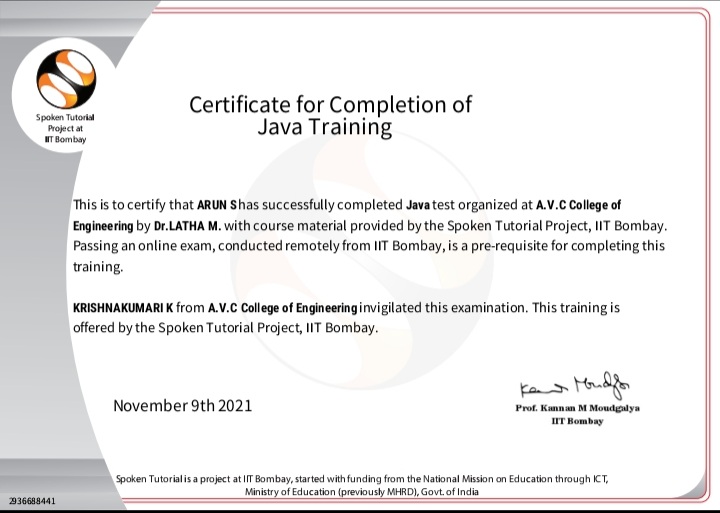 Spoken Tutorial
Project at
IIT Bombay
Certificate for Completion of
Java Training
This is to certify that ARUN S has successfully completed Java test organized at A.V.C College of
Engineering by Dr.LATHA M. with course material provided by the Spoken Tutorial Project, IIT Bombay.
Passing an online exam, conducted remotely from IIT Bombay, is a pre-requisite for completing this
training.
KRISHNAKUMARI K from A.V.C College of Engineering invigilated this examination. This training is
offered by the Spoken Tutorial Project, IIT Bombay.
November 9th 2021
Prof. Kannan M Moudgalya
IIT Bombay
Spoken Tutorial is a project at IIT Bombay, started with funding from the National Mission on Education through ICT,
Ministry of Education (previously MHRD), Govt. of India
2936688441